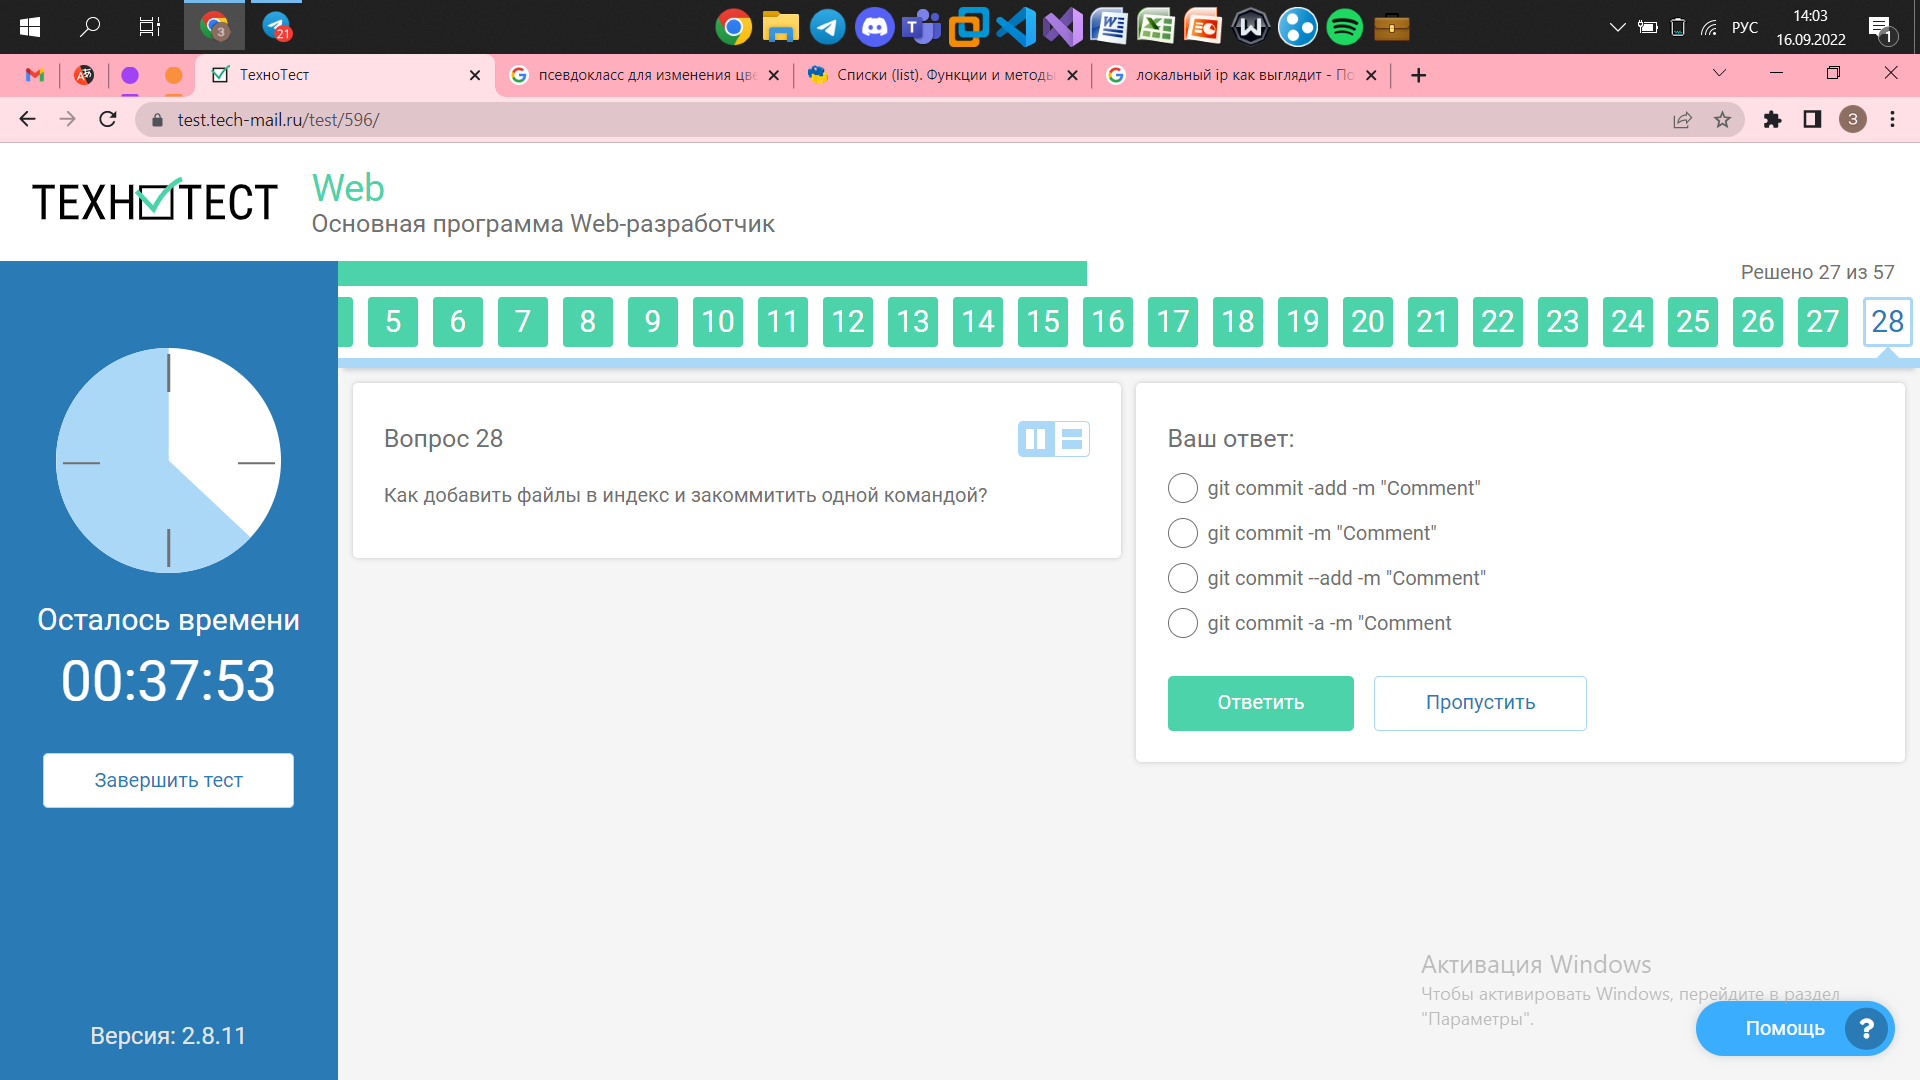 3
21
РУС
14:03
16.09.2022
1
ТехноТест
псевдокласс для изменения цве
Списки (list). Функции и методы
локальный ip как выглядит - По
test.tech-mail.ru/test/596/
3
ТЕХНОТЕСТ
Web
Основная программа Web-разработчик
Решено 27 из 57
5 6 7 8 9 10 11 12 13 14 15 16 17 18 19 20 21 22 23 24 25 26 27 28
Осталось времени
00:37:53
Завершить тест
Версия: 2.8.11
Вопрос 28
Как добавить файлы в индекс и закоммитить одной командой?
Ваш ответ:
git commit -add -m "Comment"
git commit -m "Comment"
git commit --add -m "Comment"
git commit -a -m "Comment
Ответить
Пропустить
Активация Windows
Чтобы активировать Windows, перейдите в раздел
"Параметры".
Помощь ?